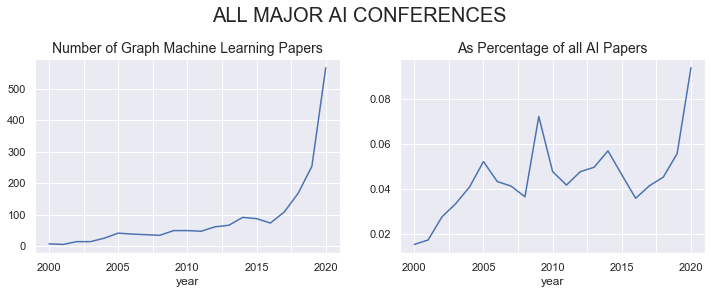 ALL MAJOR AI CONFERENCES
Number of Graph Machine Learning Papers
500
400
300
200
100
0
2000 2005 2010 2015 2020
year
As Percentage of all AI Papers
0.08
0.06
0.04
0.02
2000 2005 2010 2015 2020
year